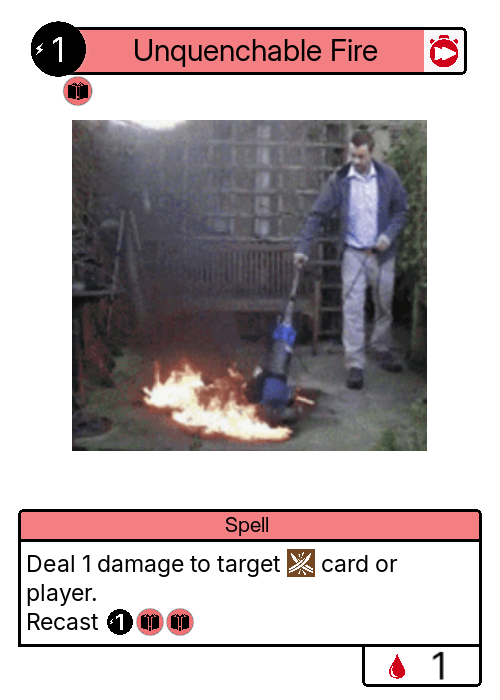 1 Unquenchable Fire
Spell
Deal 1 damage to target card or
player.
Recast 1
1